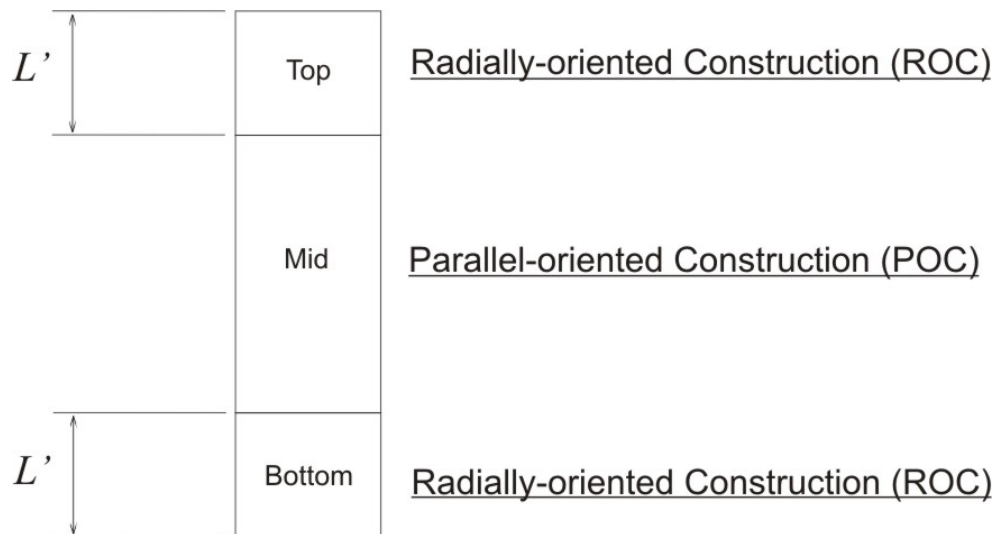 L’ Top Radially-oriented Construction (ROC)
Mid Parallel-oriented Construction (POC)
L’ Bottom Radially-oriented Construction (ROC)